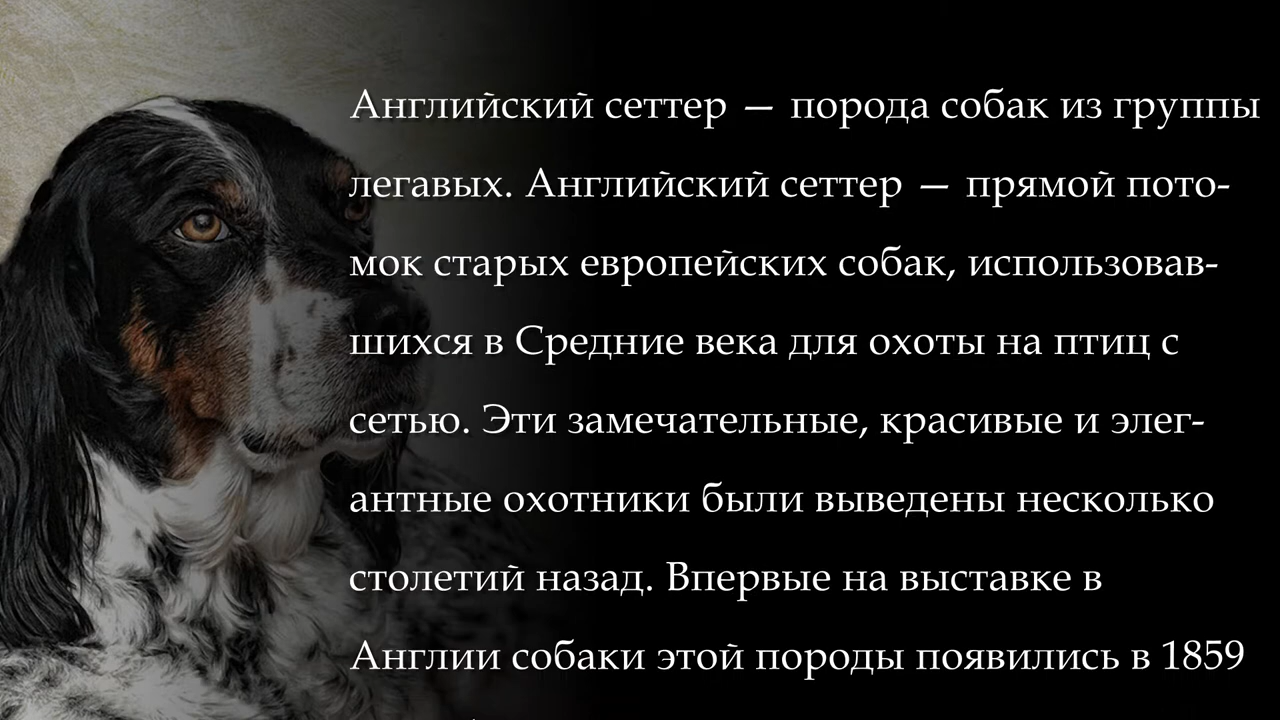 Английский сеттер — порода собак из группы
легавых. Английский сеттер — прямой пото-
мок старых европейских собак, использовав-
шихся в Средние века для охоты на птиц с
сетью. Эти замечательные, красивые и элег-
антные охотники были выведены несколько
столетий назад. Впервые на выставке в
Англии собаки этой породы появились в 1859